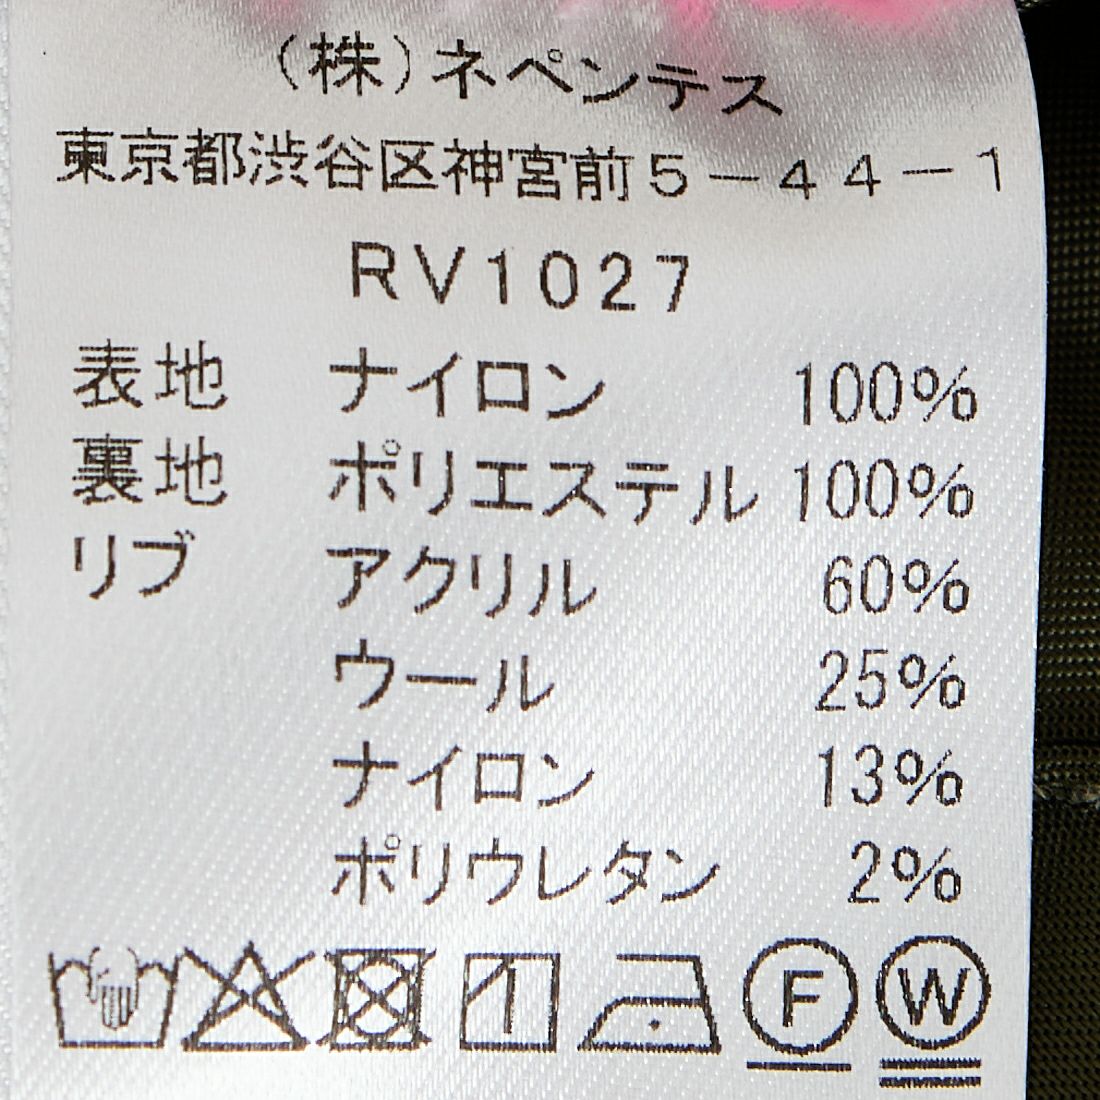 (株)ネペンテス
東京都渋谷区神宮前5-44-1
RV1027
表地 ナイロン 100%
裏地 ポリエステル 100%
リブ アクリル 60%
ウール 25%
ナイロン 13%
ポリウレタン 2%
F W